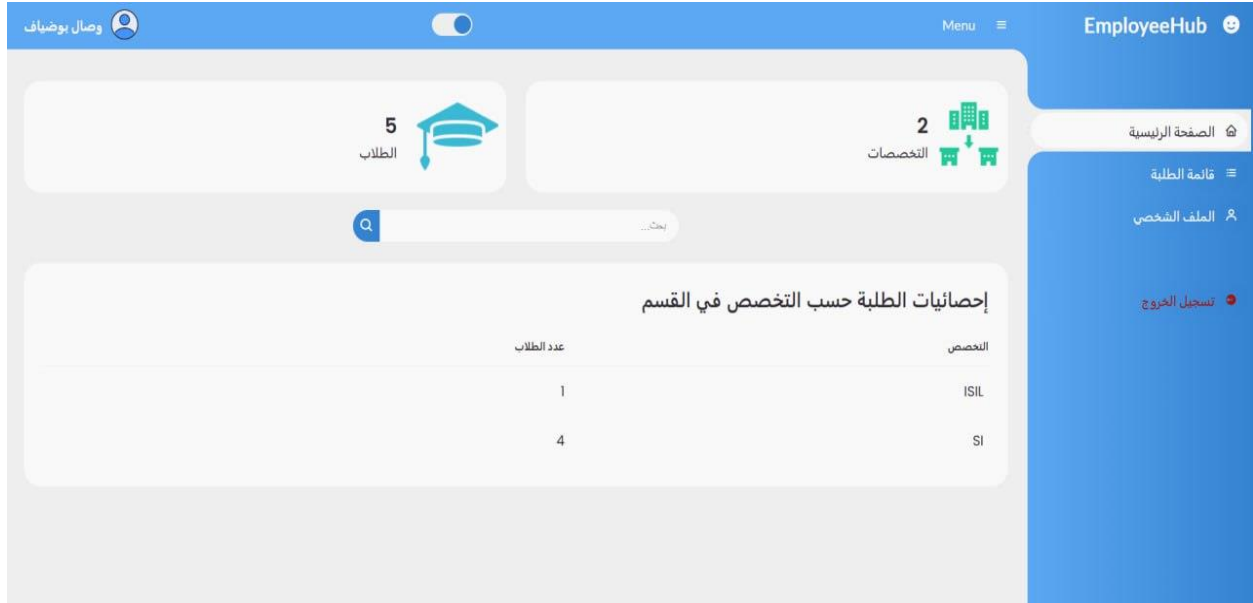 EmployeeHub
Menu
وصال بوضياف
الصفحة الرئيسية
قائمة الطلبة
الملف الشخصي
تسجيل الخروج
2
التخصصات
5
الطلاب
بحث...
إحصائيات الطلبة حسب التخصص في القسم
التخصص عدد الطلاب
ISIL 1
SI 4